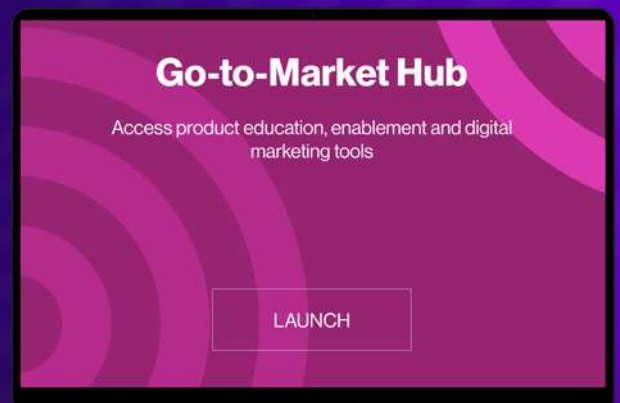 Go-to-Market Hub
Access product education, enablement and digital
marketing tools
LAUNCH